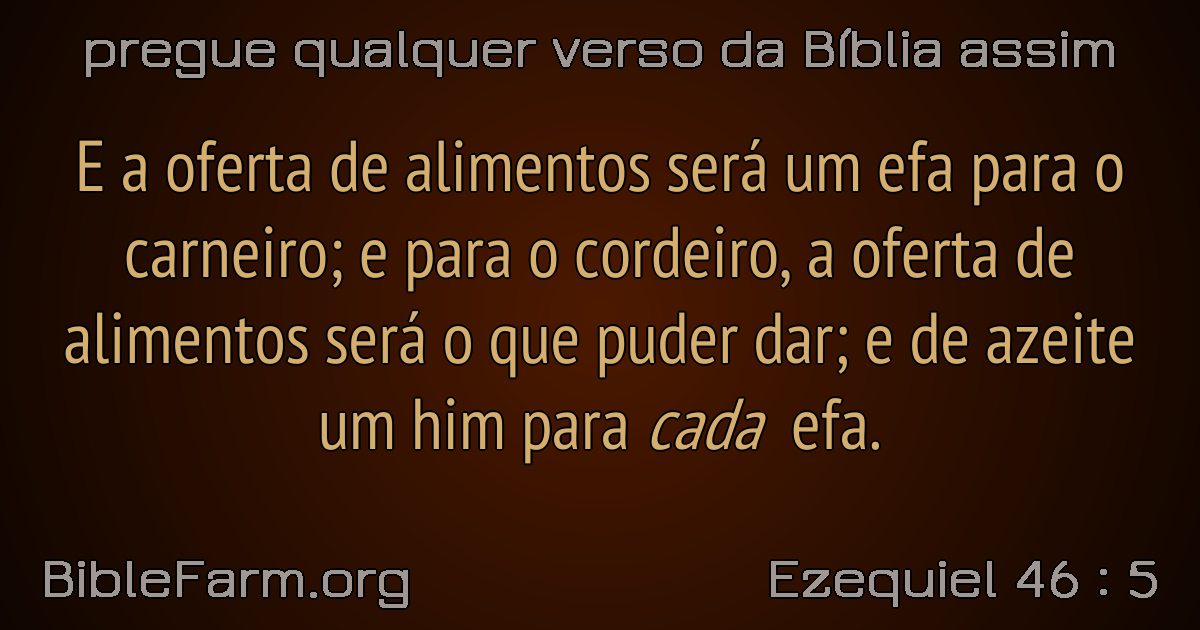 pregue qualquer verso da Bíblia assim
E a oferta de alimentos será um efa para o
carneiro; e para o cordeiro, a oferta de
alimentos será o que puder dar; e de azeite
um him para cada efa.
BibleFarm.org
Ezequiel 46 : 5